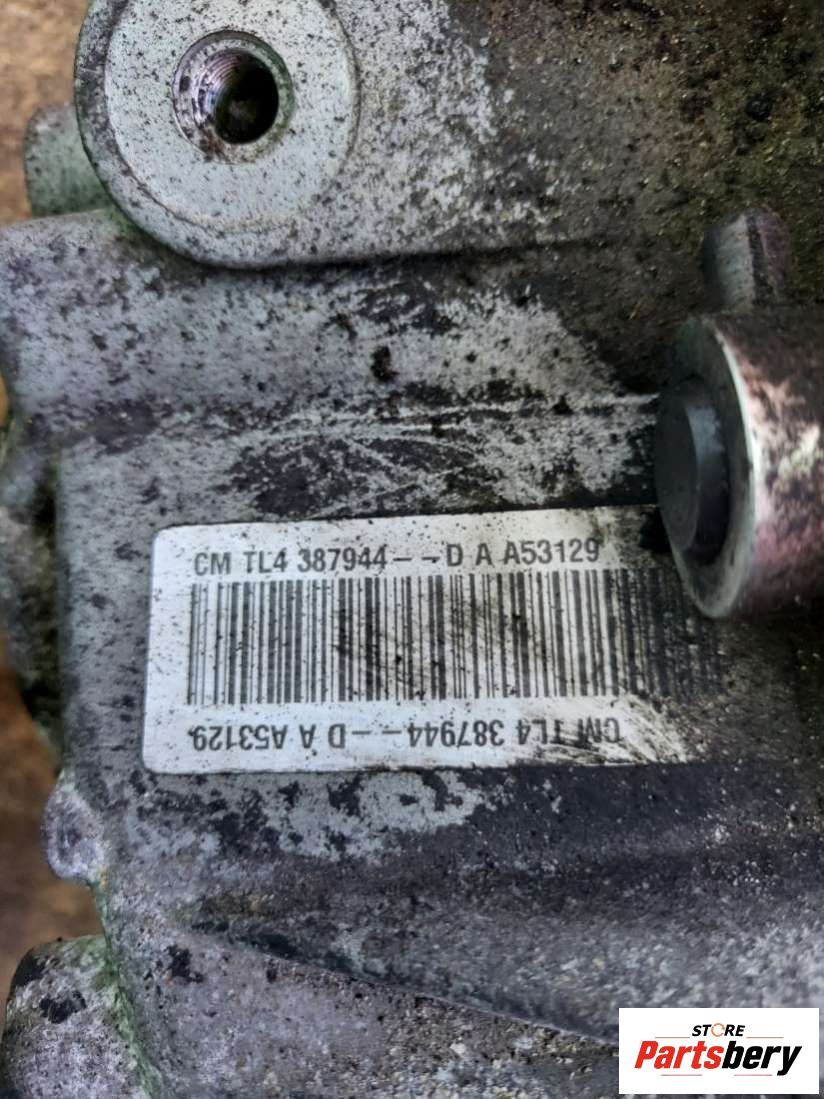 CM TL4 387944-- -D A A53129
CM TL4 387944-- -D A A53129
STORE
Partsbery